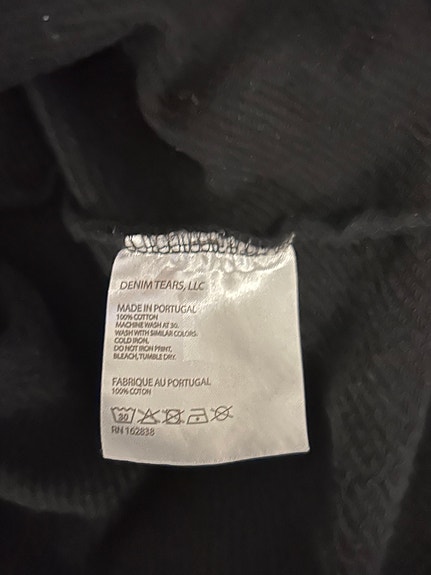 DENIM TEARS, LLC
MADE IN PORTUGAL
100% COTTON
MACHINE WASH AT 30.
WASH WITH SIMILAR COLORS.
COLD IRON.
DO NOT IRON PRINT,
BLEACH, TUMBLE DRY.
FABRIQUE AU PORTUGAL
100% COTON
30
RN 162838